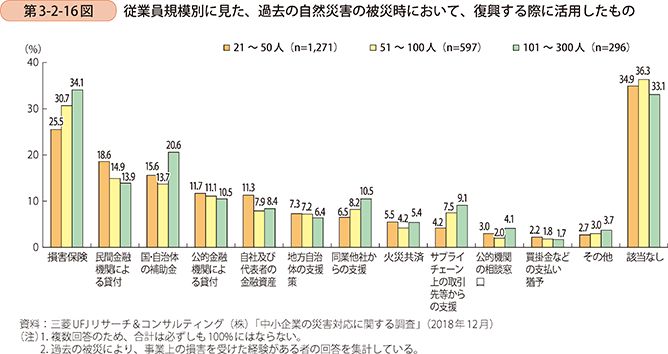 第3-2-16図 従業員規模別に見た、過去の自然災害の被災時において、復興する際に活用したもの
(%)
21 ～ 50人(n=1,271) 51 ～ 100人(n=597) 101 ～ 300人(n=296)
40
30
20
10
0
25.5 30.7 34.1
18.6 14.9 13.9
15.6 13.7 20.6
11.7 11.1 10.5
11.3 7.9 8.4
7.3 7.2 6.4
6.5 8.2 10.5
5.5 4.2 5.4
4.2 7.5 9.1
3.0 2.0 4.1
2.2 1.8 1.7
2.7 3.0 3.7
34.9 36.3 33.1
損害保険
民間金融
機関による
貸付
国・自治体
の補助金
公的金融
機関による
貸付
自社及び
代表者の
金融資産
地方自治
体の支援
策
同業他社か
らの支援
火災共済
サプライ
チェーン
上の取引
先等から
の支援
公的機関
の相談窓
口
買掛金など
の支払い
猶予
その他
該当なし
資料：三菱UFJリサーチ＆コンサルティング(株)「中小企業の災害対応に関する調査」(2018年12月)
(注)1. 複数回答のため、合計は必ずしも100%にはならない。
2. 過去の被災により、事業上の損害を受けた経験がある者の回答を集計している。